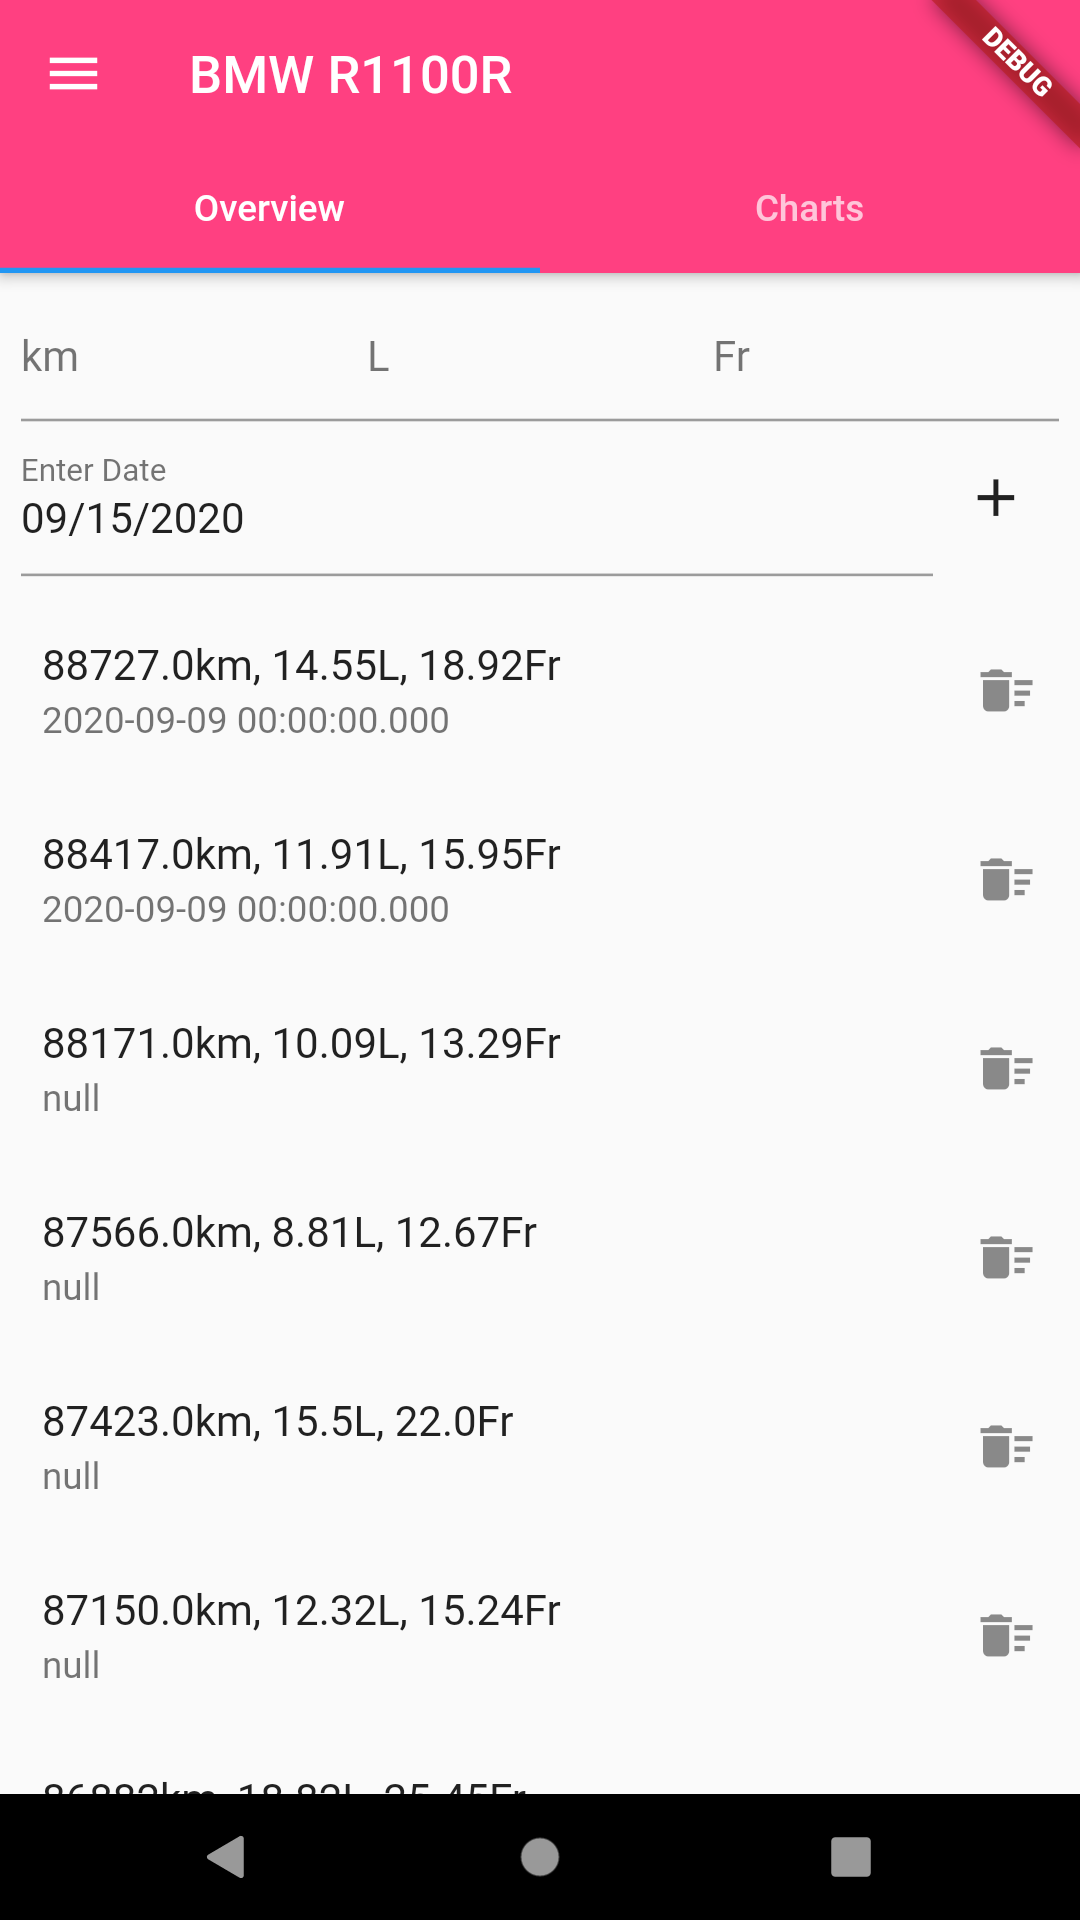 BMW R1100R
DEBUG
Overview
Charts
km
L
Fr
Enter Date
09/15/2020
88727.0km, 14.55L, 18.92Fr
2020-09-09 00:00:00.000
88417.0km, 11.91L, 15.95Fr
2020-09-09 00:00:00.000
88171.0km, 10.09L, 13.29Fr
null
87566.0km, 8.81L, 12.67Fr
null
87423.0km, 15.5L, 22.0Fr
null
87150.0km, 12.32L, 15.24Fr
null